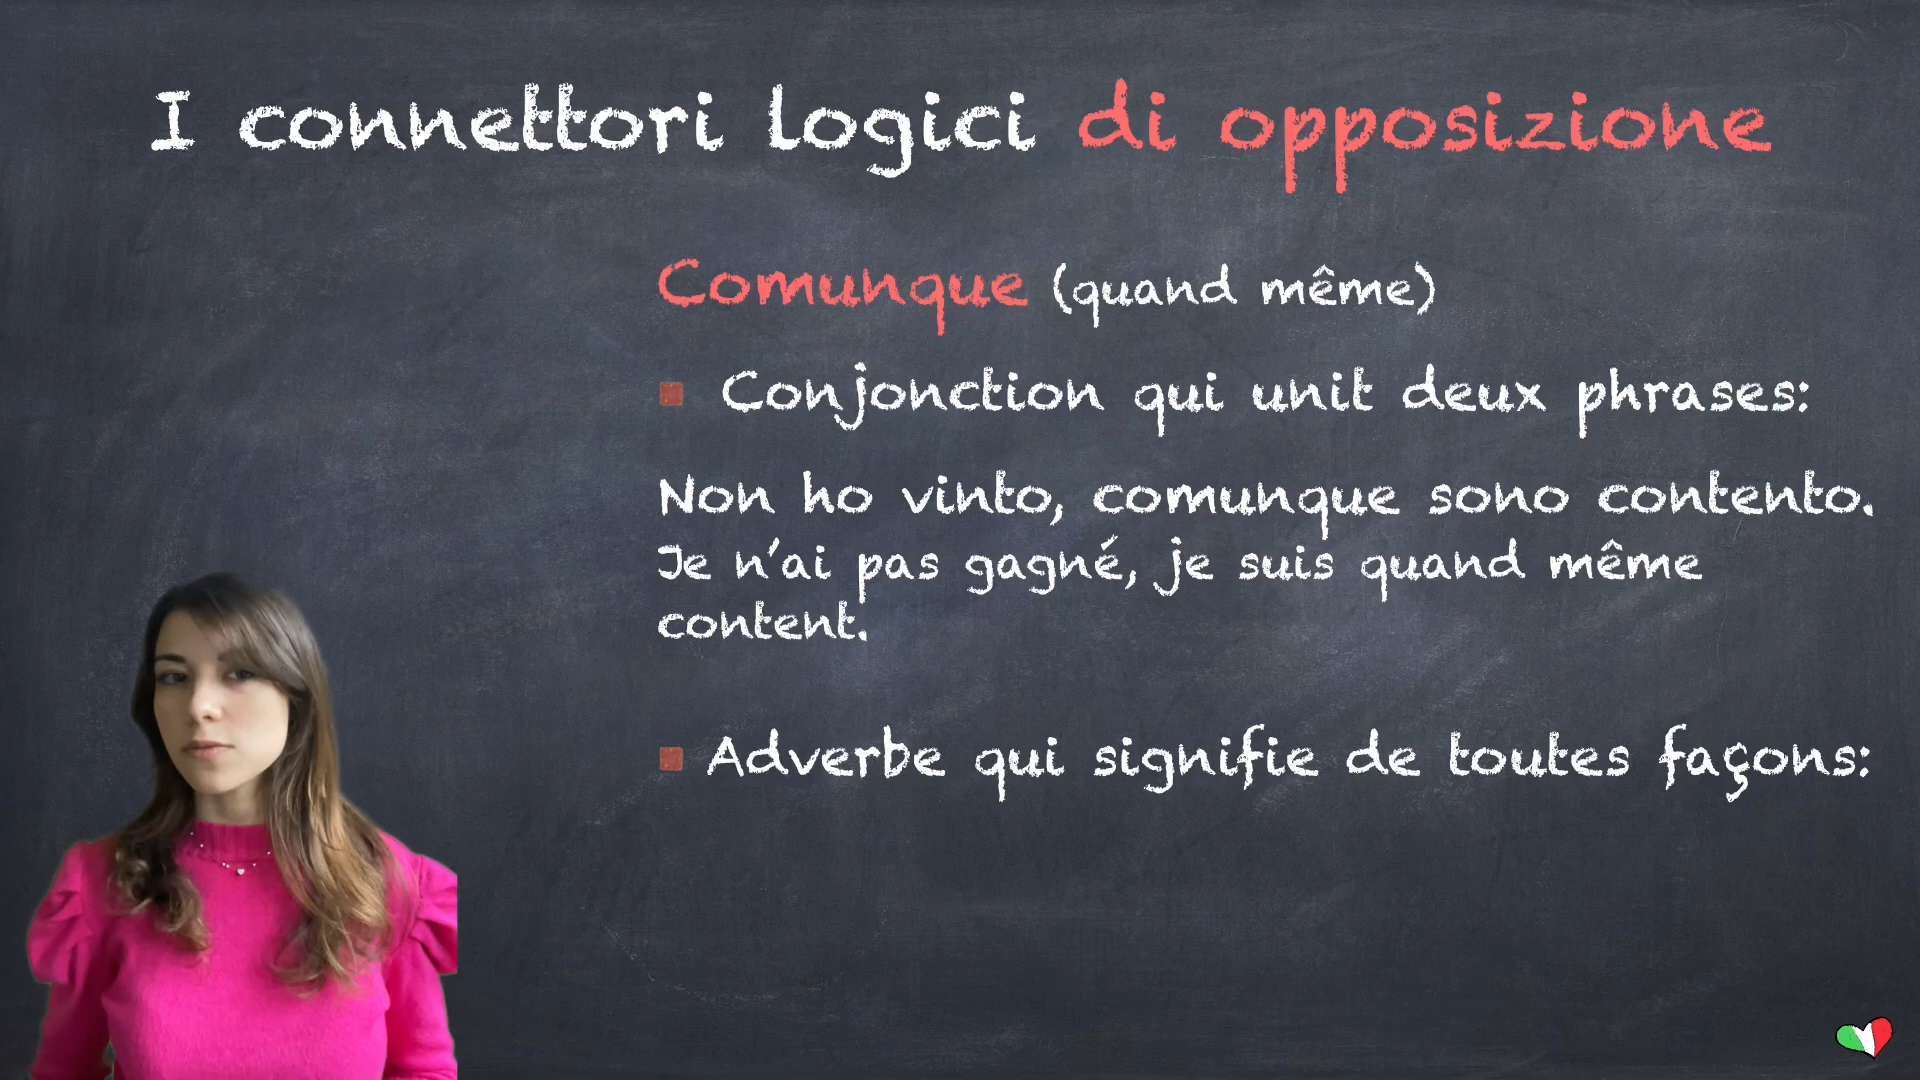 I connettori logici di opposizione
Comunque (quand même)
Conjonction qui unit deux phrases:
Non ho vinto, comunque sono contento.
Je n’ai pas gagné, je suis quand même
content.
Adverbe qui signifie de toutes façons: